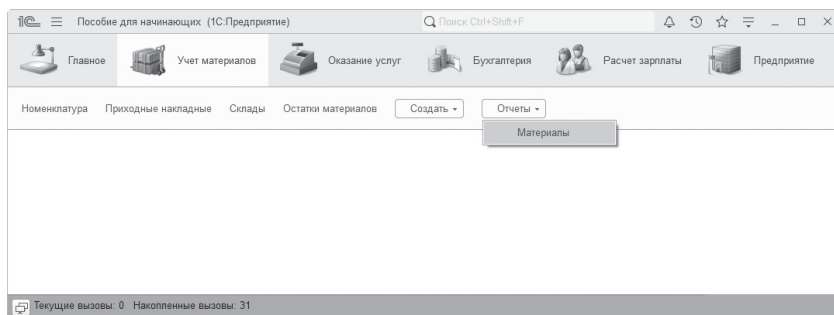 1С Пособие для начинающих (1С:Предприятие) Поиск Ctrl+Shift+F
Главное Учет материалов Оказание услуг Бухгалтерия Расчет зарплаты Предприятие
Номенклатура Приходные накладные Склады Остатки материалов Создать Отчеты
Материалы
Текущие вызовы: 0 Накопленные вызовы: 31